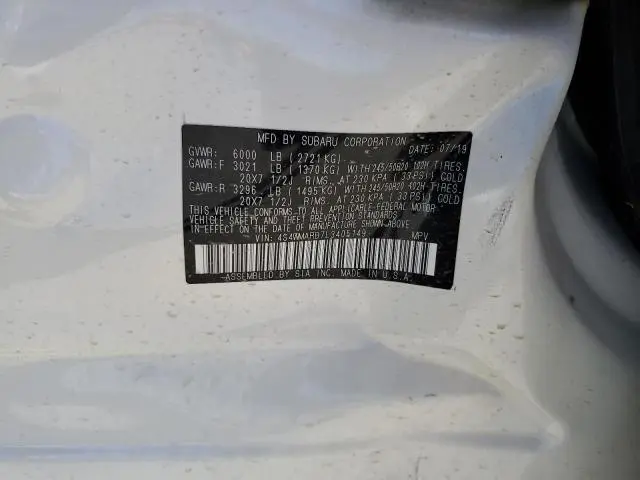 MFD BY SUBARU CORPORATION
GVWR: 6000 LB (2721 KG) DATE: 07/19
GAWR:F 3021 LB (1370 KG) WITH 245/50R20 102H TIRES.
20X7 1/2J RIMS, AT 230 KPA (33 PSI) COLD
GAWR:R 3296 LB (1495 KG) WITH 245/50R20 102H TIRES.
20X7 1/2J RIMS, AT 230 KPA (33 PSI) COLD
THIS VEHICLE CONFORMS TO ALL APPLICABLE FEDERAL MOTOR
VEHICLE SAFETY AND THEFT PREVENTION STANDARDS
IN EFFECT ON THE DATE OF MANUFACTURE SHOWN ABOVE.
VIN: 4S4WMARD7L3405149 MPV
ASSEMBLED BY SIA INC. MADE IN U.S.A.